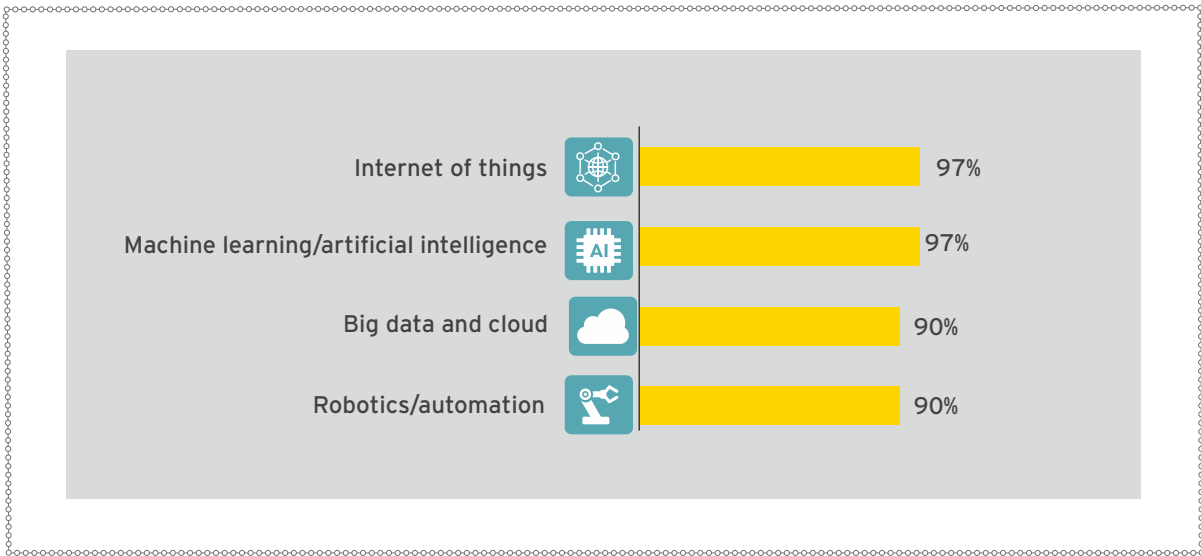 Internet of things
97%
Machine learning/artificial intelligence
AI
97%
Big data and cloud
90%
Robotics/automation
90%